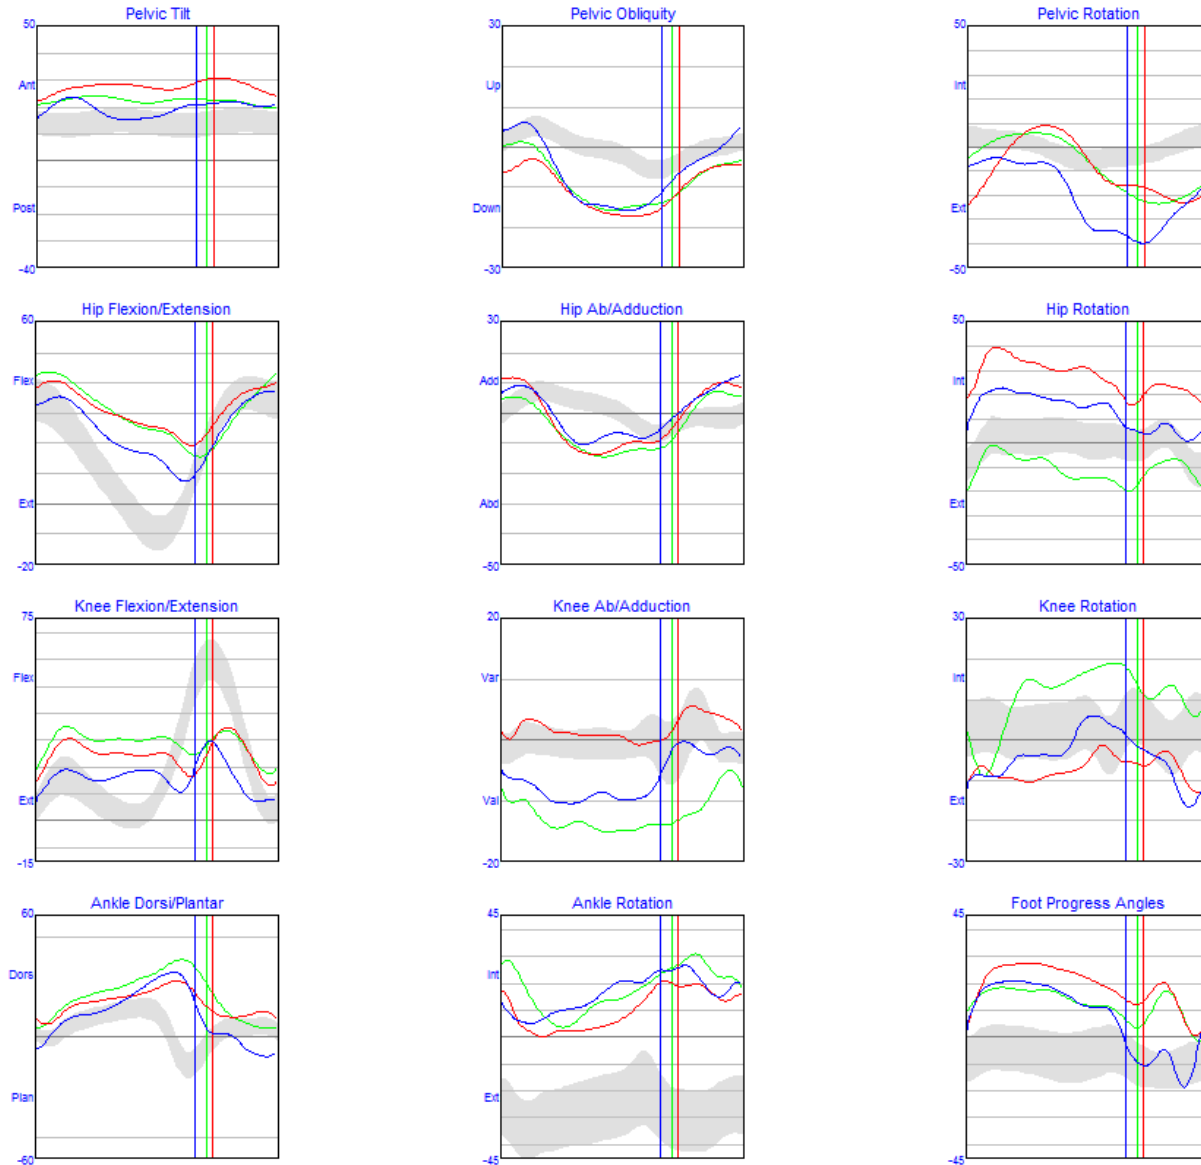 Pelvic Tilt
50
Ant
Post
-40
Pelvic Obliquity
30
Up
Down
-30
Pelvic Rotation
50
Int
Ext
-50
Hip Flexion/Extension
60
Flex
Ext
-20
Hip Ab/Adduction
30
Add
Abd
-50
Hip Rotation
50
Int
Ext
-50
Knee Flexion/Extension
75
Flex
Ext
-15
Knee Ab/Adduction
20
Var
Val
-20
Knee Rotation
30
Int
Ext
-30
Ankle Dorsi/Plantar
60
Dors
Plan
-60
Ankle Rotation
45
Int
Ext
-45
Foot Progress Angles
45
Int
Ext
-45